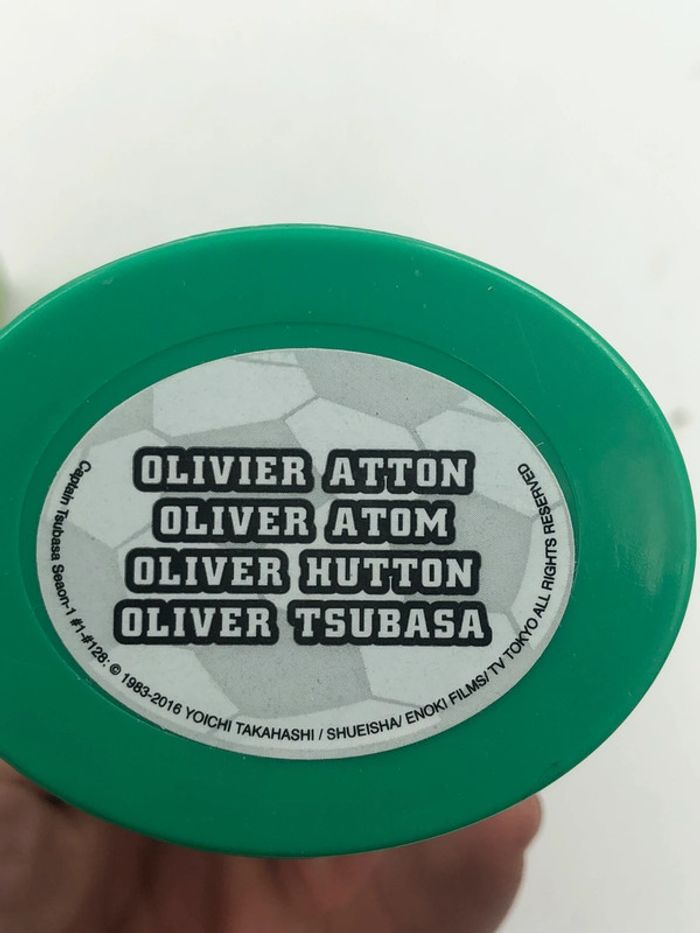 OLIVIER ATTON
OLIVER ATOM
OLIVER HUTTON
OLIVER TSUBASA
Captain Tsubasa Seaon-1 #1-#128: © 1983-2016 YOICHI TAKAHASHI / SHUEISHA/ ENOKI FILMS/ TV TOKYO ALL RIGHTS RESERVED